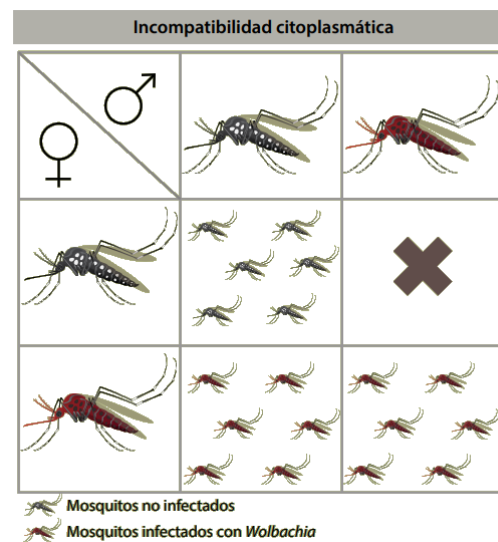 Incompatibilidad citoplasmática
Mosquitos no infectados
Mosquitos infectados con Wolbachia